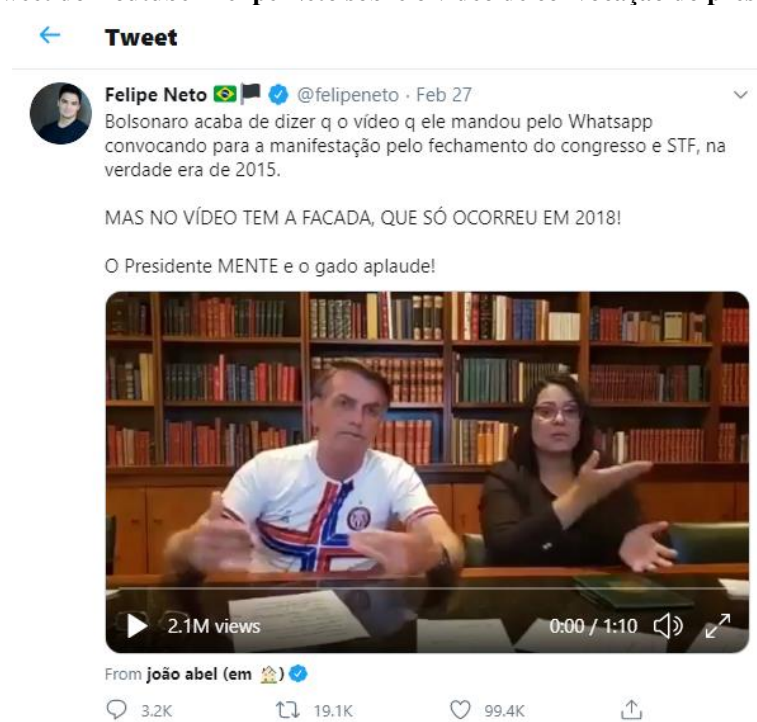 Tweet
Felipe Neto 🇧🇷🏴 @felipeneto · Feb 27
Bolsonaro acaba de dizer q o vídeo q ele mandou pelo Whatsapp
convocando para a manifestação pelo fechamento do congresso e STF, na
verdade era de 2015.
MAS NO VÍDEO TEM A FACADA, QUE SÓ OCORREU EM 2018!
O Presidente MENTE e o gado aplaude!
2.1M views
0:00 / 1:10
From joão abel (em 🏠)
3.2K 19.1K 99.4K